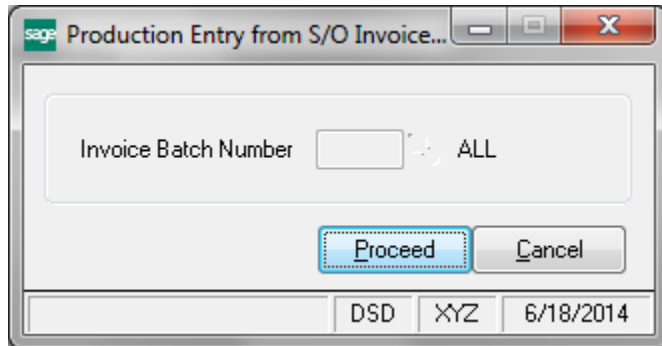 sage Production Entry from S/O Invoice...
Invoice Batch Number ALL
Proceed Cancel
DSD XYZ 6/18/2014